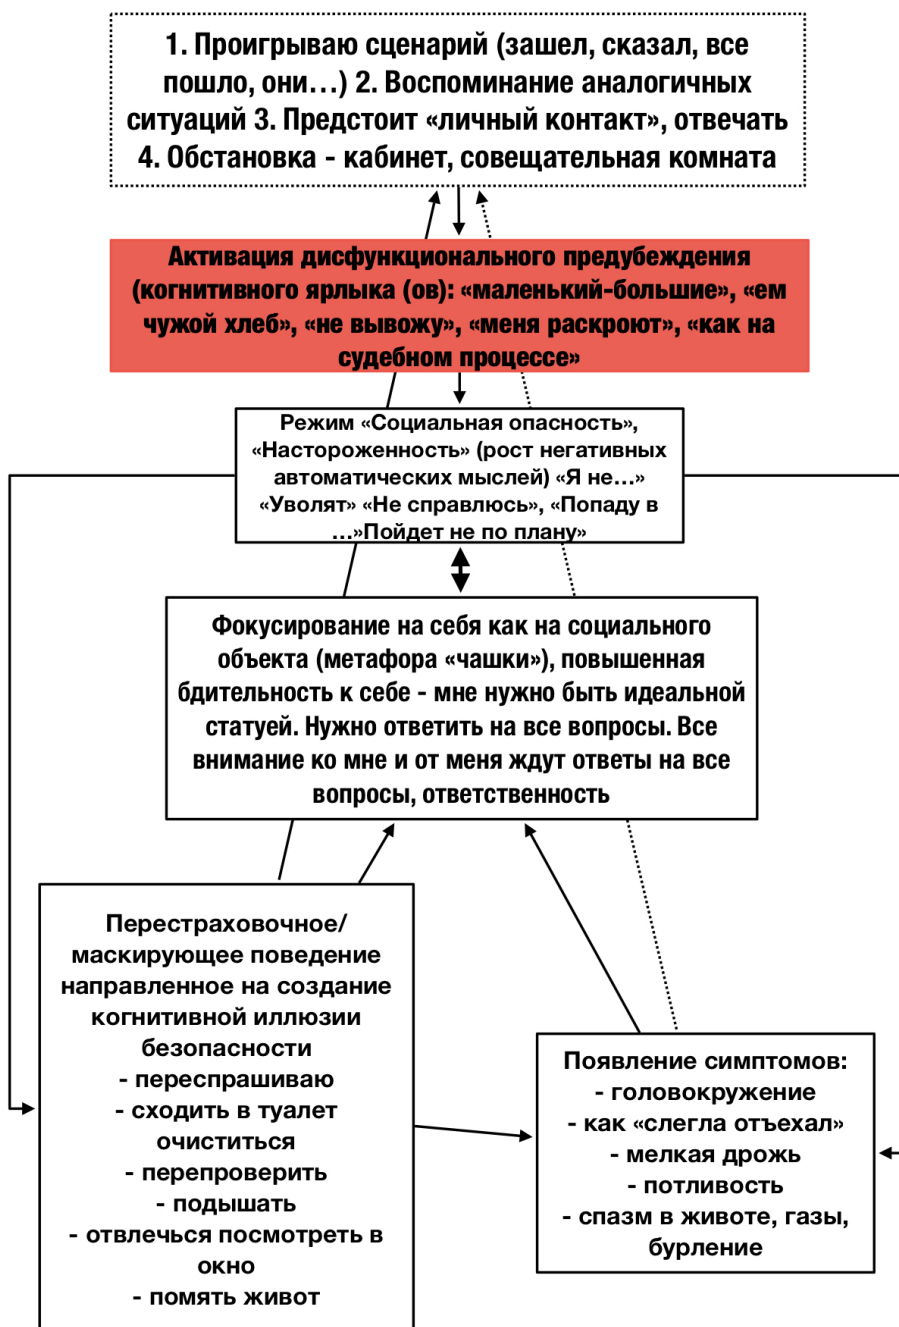 1. Проигрываю сценарий (зашел, сказал, все
пошло, они...) 2. Воспоминание аналогичных
ситуаций 3. Предстоит «личный контакт», отвечать
4. Обстановка - кабинет, совещательная комната
Активация дисфункционального предубеждения
(когнитивного ярлыка (ов): «маленький-большие», «ем
чужой хлеб», «не вывожу», «меня раскроют», «как на
судебном процессе»
Режим «Социальная опасность»,
«Настороженность» (рост негативных
автоматических мыслей) «Я не...»
«Уволят» «Не справлюсь», «Попаду в
...»Пойдет не по плану»
Фокусирование на себя как на социального
объекта (метафора «чашки»), повышенная
бдительность к себе - мне нужно быть идеальной
статуей. Нужно ответить на все вопросы. Все
внимание ко мне и от меня ждут ответы на все
вопросы, ответственность
Перестраховочное/
маскирующее поведение
направленное на создание
когнитивной иллюзии
безопасности
- переспрашиваю
- сходить в туалет
очиститься
- перепроверить
- подышать
- отвлечься посмотреть в
окно
- помять живот
Появление симптомов:
- головокружение
- как «слегла отъехал»
- мелкая дрожь
- потливость
- спазм в животе, газы,
бурление